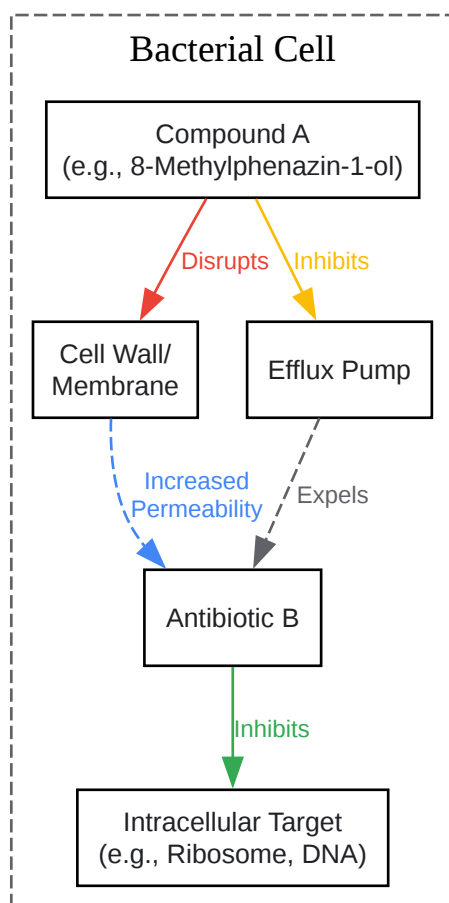 Bacterial Cell
Compound A
(e.g., 8-Methylphenazin-1-ol)
Disrupts
Inhibits
Cell Wall/
Membrane
Efflux Pump
Increased
Permeability
Expels
Antibiotic B
Inhibits
Intracellular Target
(e.g., Ribosome, DNA)